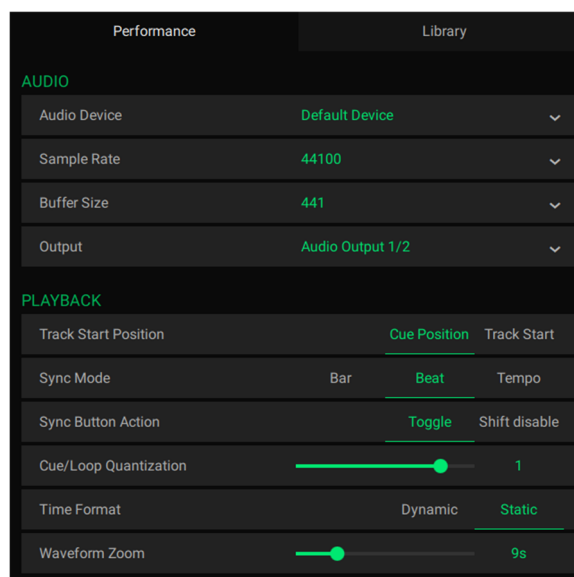 Performance Library
AUDIO
Audio Device Default Device
Sample Rate 44100
Buffer Size 441
Output Audio Output 1/2
PLAYBACK
Track Start Position Cue Position Track Start
Sync Mode Bar Beat Tempo
Sync Button Action Toggle Shift disable
Cue/Loop Quantization 1
Time Format Dynamic Static
Waveform Zoom 9s